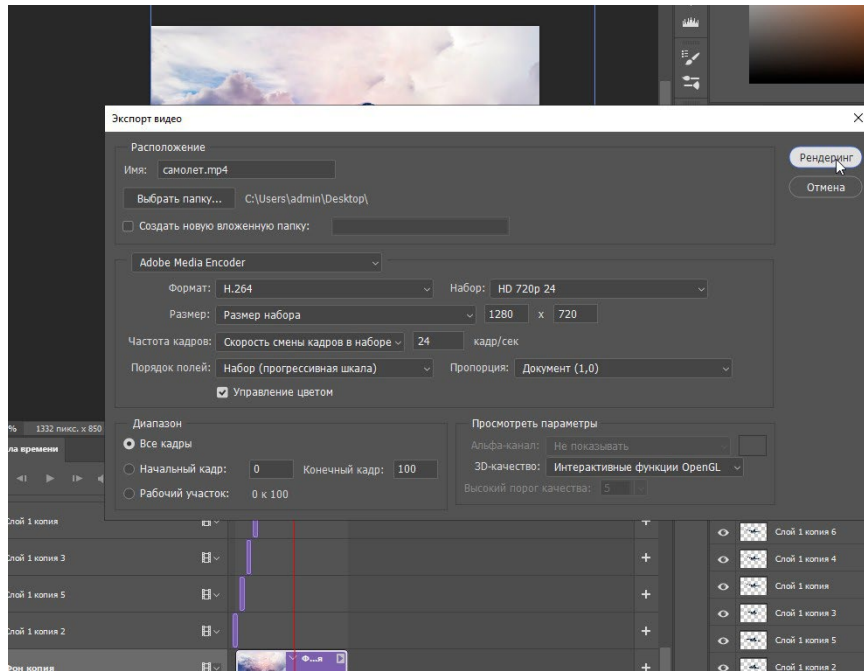 Экспорт видео
Расположение
Имя: самолет.mp4
Рендеринг
Выбрать папку... C:\Users\admin\Desktop\
Отмена
Создать новую вложенную папку:
Adobe Media Encoder
Формат: H.264 Набор: HD 720p 24
Размер: Размер набора 1280 x 720
Частота кадров: Скорость смены кадров в наборе 24 кадр/сек
Порядок полей: Набор (прогрессивная шкала) Пропорция: Документ (1,0)
Управление цветом
Диапазон
Все кадры
Начальный кадр: 0 Конечный кадр: 100
Рабочий участок: 0 к 100
Просмотреть параметры
Альфа-канал: Не показывать
3D-качество: Интерактивные функции OpenGL
Высокий порог качества: 5
% 1332 пикс. x 850
ла времени
Слой 1 копия
Слой 1 копия 3
Слой 1 копия 5
Слой 1 копия 2
Фон копия
Ф...я
Слой 1 копия 6
Слой 1 копия 4
Слой 1 копия
Слой 1 копия 3
Слой 1 копия 5
Слой 1 копия 2